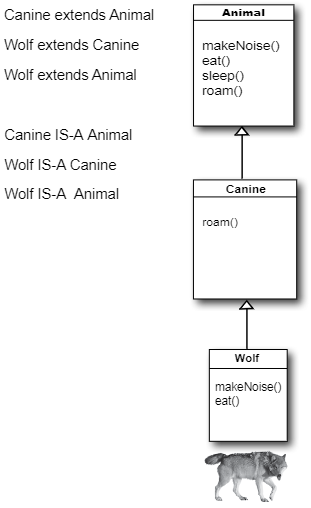 Canine extends Animal
Wolf extends Canine
Wolf extends Animal
Canine IS-A Animal
Wolf IS-A Canine
Wolf IS-A Animal
Animal
makeNoise()
eat()
sleep()
roam()
Canine
roam()
Wolf
makeNoise()
eat()